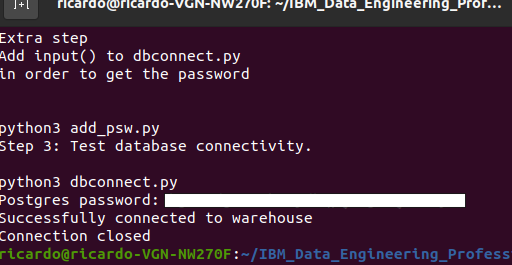 ricardo@ricardo-VGN-NW270F: ~/IBM_Data_Engineering_Prof...
Extra step
Add input() to dbconnect.py
in order to get the password
python3 add_psw.py
Step 3: Test database connectivity.
python3 dbconnect.py
Postgres password:
Successfully connected to warehouse
Connection closed
ricardo@ricardo-VGN-NW270F:~/IBM_Data_Engineering_Profess